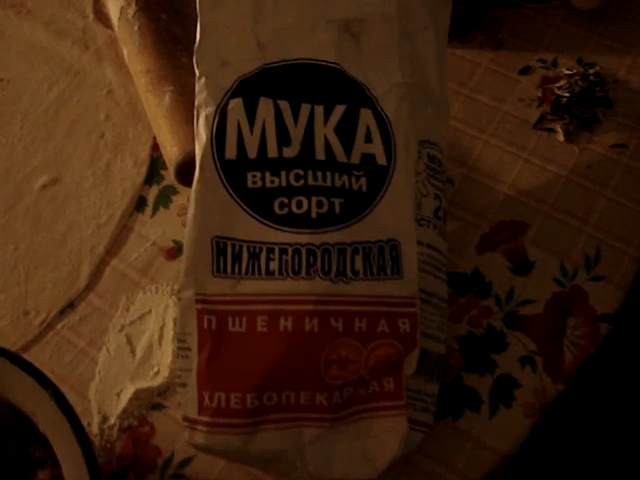 МУКА
ВЫСШИЙ
СОРТ
НИЖЕГОРОДСКАЯ
ПШЕНИЧНАЯ
ХЛЕБОПЕКАРНАЯ